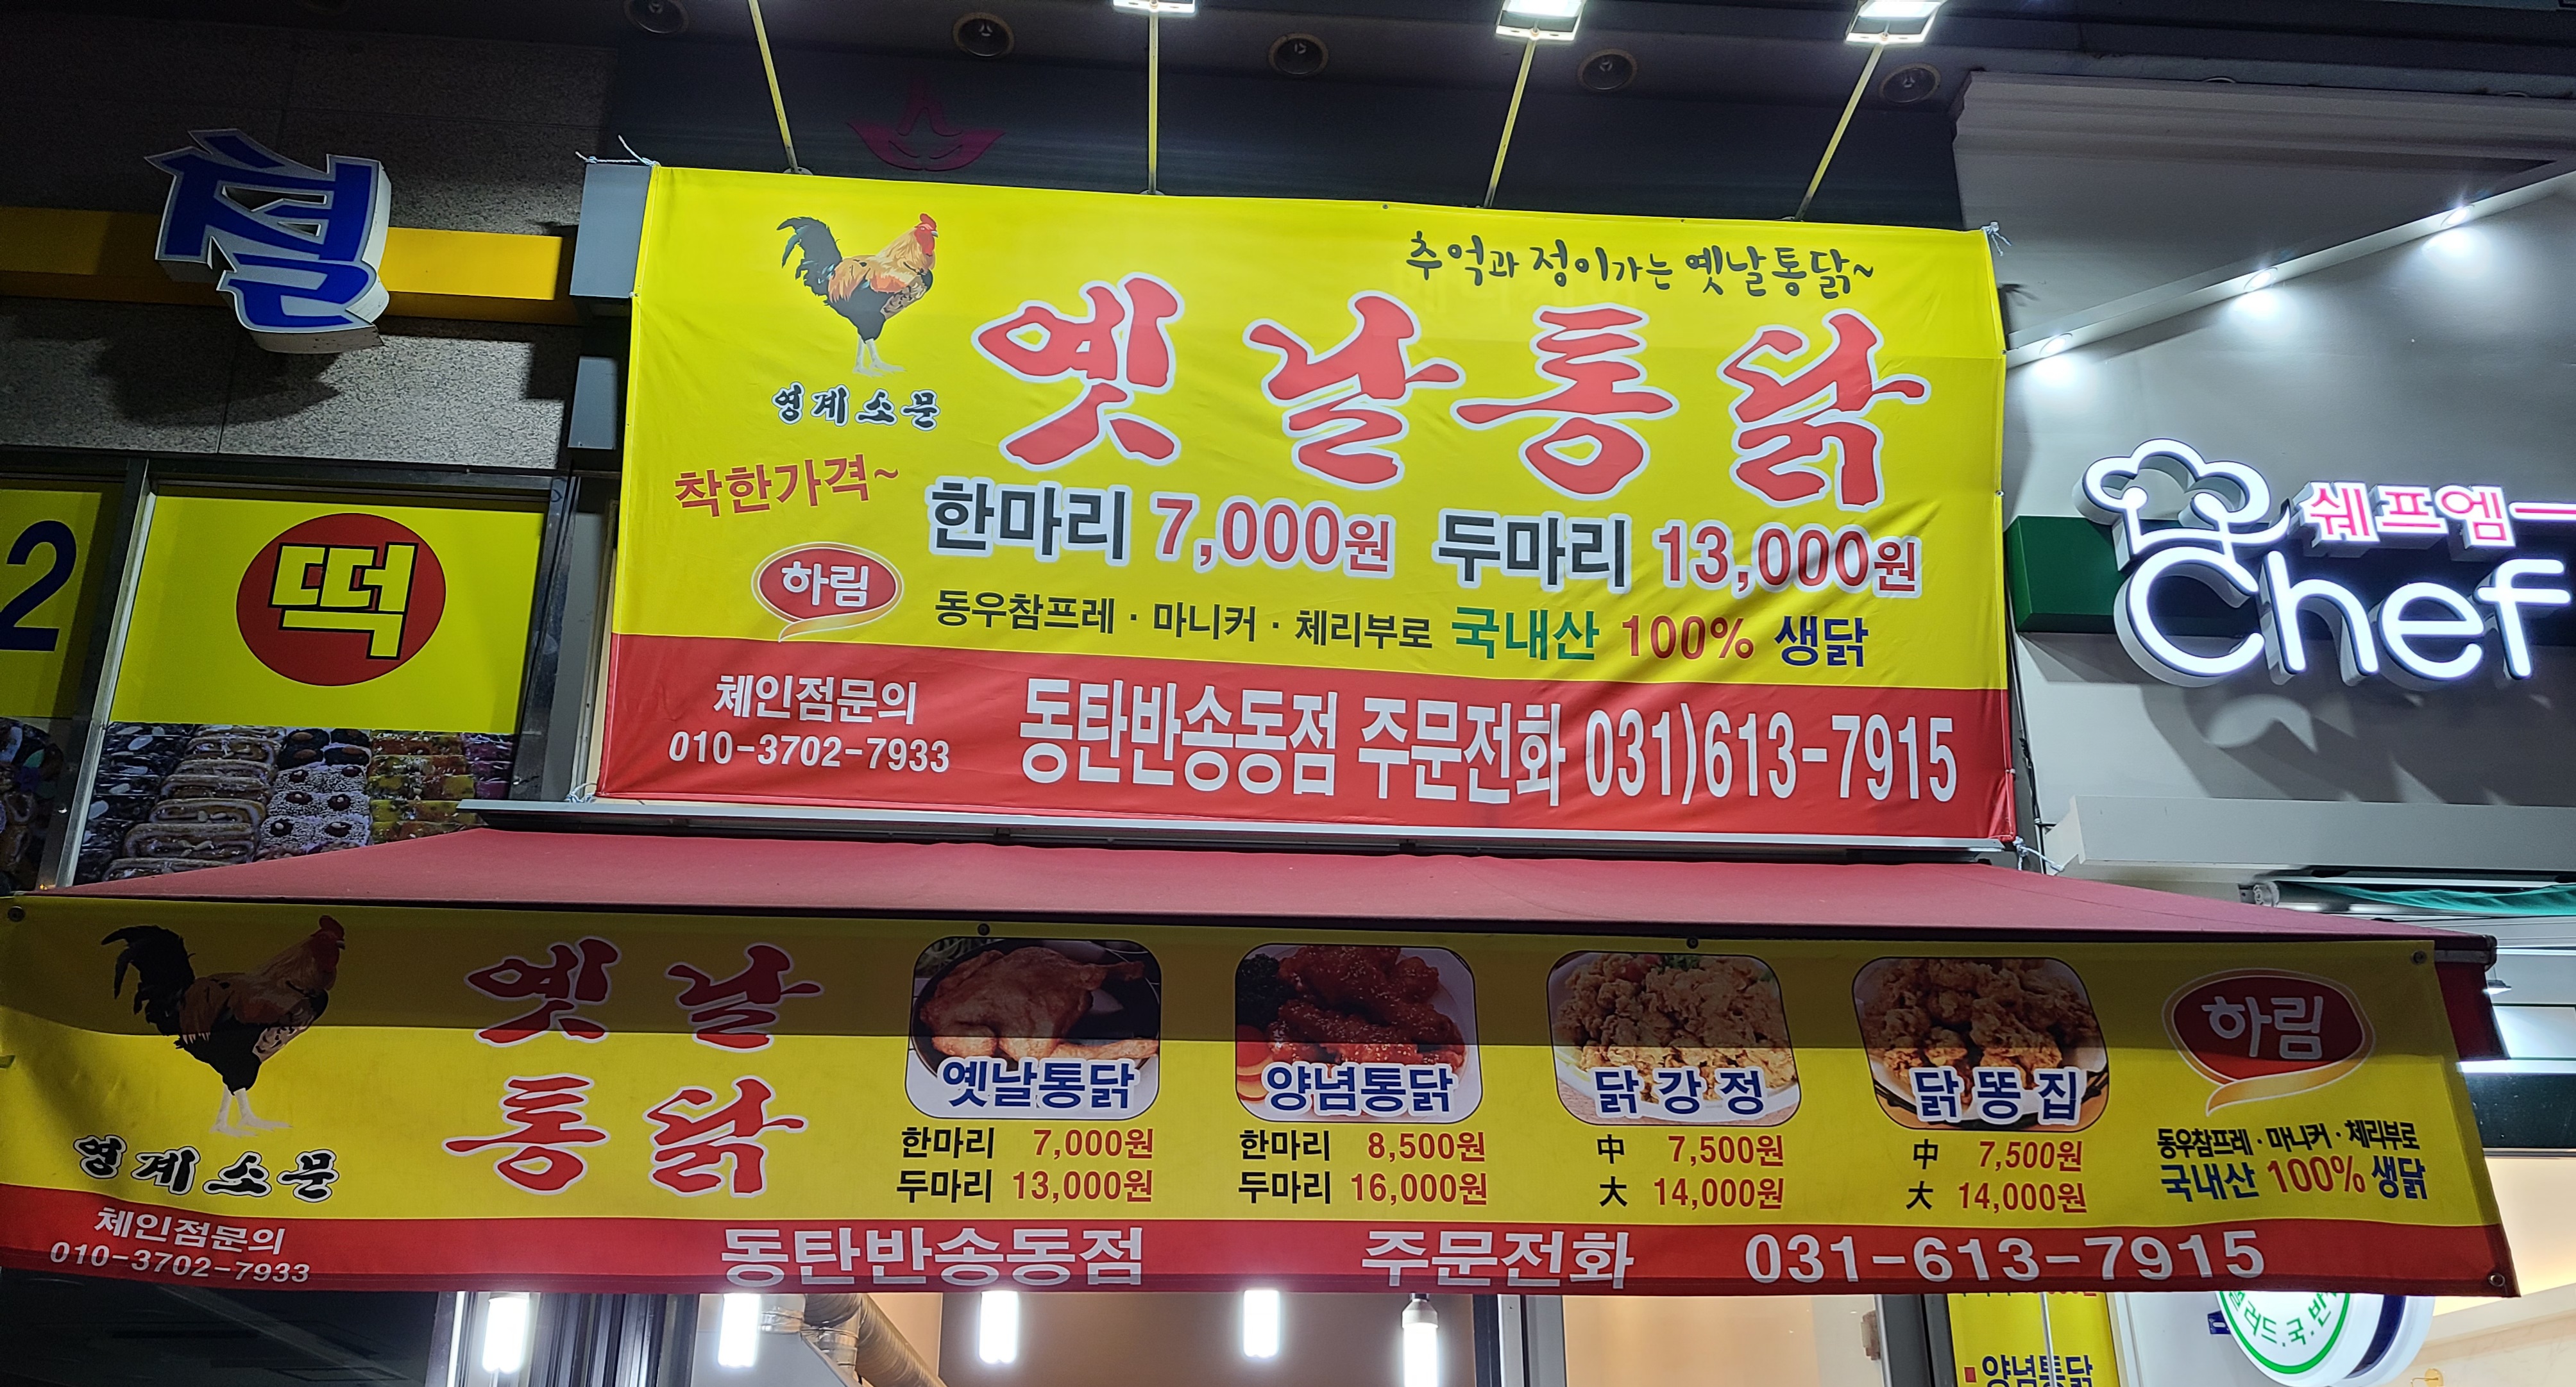 철
추억과 정이가는 옛날통닭~
옛날통닭
영계소문
착한가격~
한마리 7,000원 두마리 13,000원
하림
동우참프레 · 마니커 · 체리부로 국내산 100% 생닭
체인점문의
010-3702-7933
동탄반송동점 주문전화 031)613-7915
2
떡
쉐프엠
Chef
옛날
통닭
영계소문
체인점문의
010-3702-7933
옛날통닭
한마리 7,000원
두마리 13,000원
양념통닭
한마리 8,500원
두마리 16,000원
닭강정
中 7,500원
大 14,000원
닭똥집
中 7,500원
大 14,000원
하림
동우참프레 · 마니커 · 체리부로
국내산 100% 생닭
동탄반송동점 주문전화 031-613-7915
양념통닭